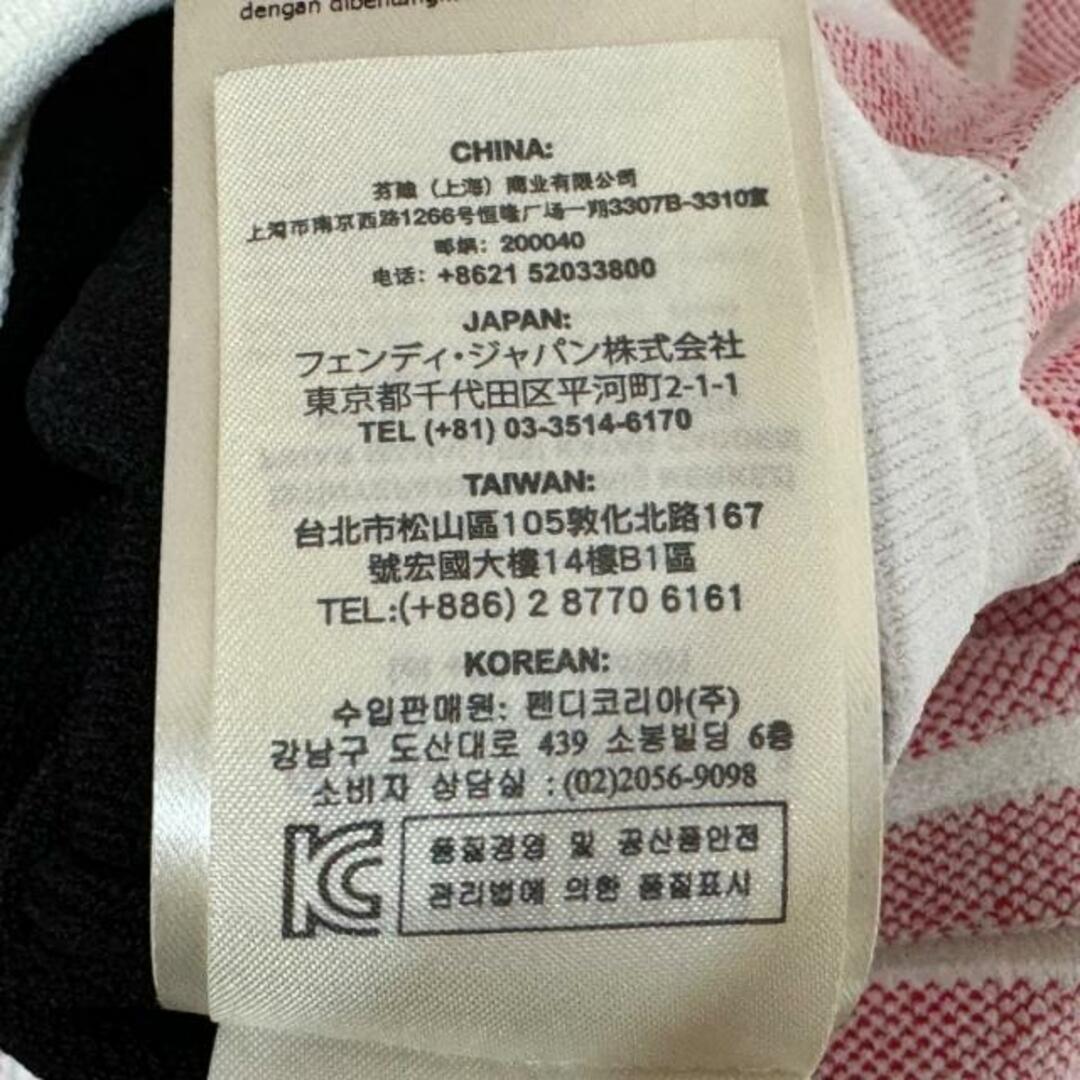 dengan
CHINA:
芬迪（上海）商业有限公司
上海市南京西路1266号恒隆广场一期3307B-3310室
邮编：200040
电话：+8621 52033800
JAPAN:
フェンディ・ジャパン株式会社
東京都千代田区平河町2-1-1
TEL (+81) 03-3514-6170
TAIWAN:
台北市松山區105敦化北路167
號宏國大樓14樓B1區
TEL.:(+886) 2 8770 6161
KOREAN:
수입판매원: 펜디코리아(주)
강남구 도산대로 439 소봉빌딩 6층
소비자 상담실 : (02)2056-9098
KC
품질경영 및 공산품안전
관리법에 의한 품질표시